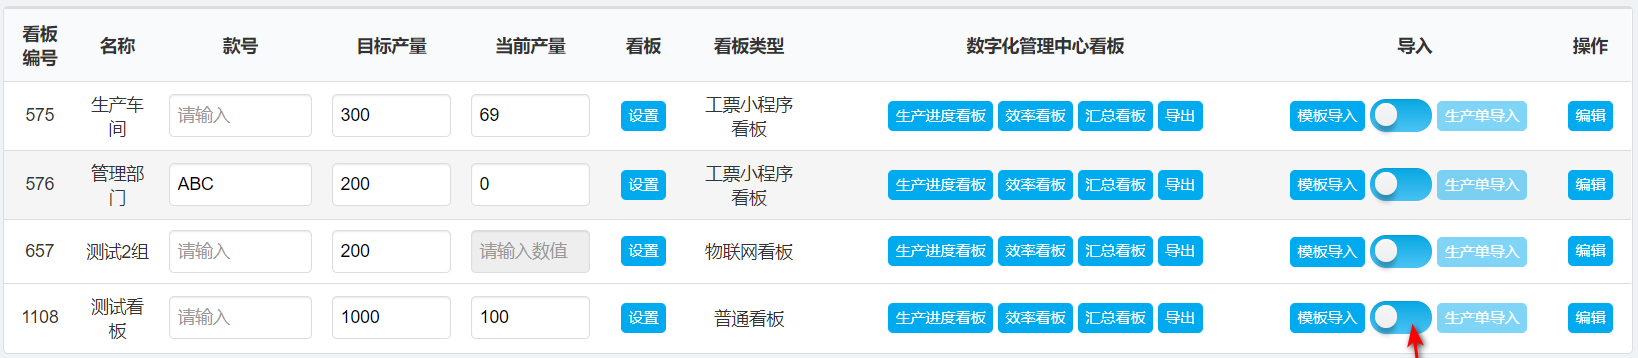 看板编号 名称 款号 目标产量 当前产量 看板 看板类型 数字化管理中心看板 导入 操作
575 生产车间 请输入 300 69 设置 工票小程序看板 生产进度看板 效率看板 汇总看板 导出 模板导入 生产单导入 编辑
576 管理部门 ABC 200 0 设置 工票小程序看板 生产进度看板 效率看板 汇总看板 导出 模板导入 生产单导入 编辑
657 测试2组 请输入 200 请输入数值 设置 物联网看板 生产进度看板 效率看板 汇总看板 导出 模板导入 生产单导入 编辑
1108 测试看板 请输入 1000 100 设置 普通看板 生产进度看板 效率看板 汇总看板 导出 模板导入 生产单导入 编辑